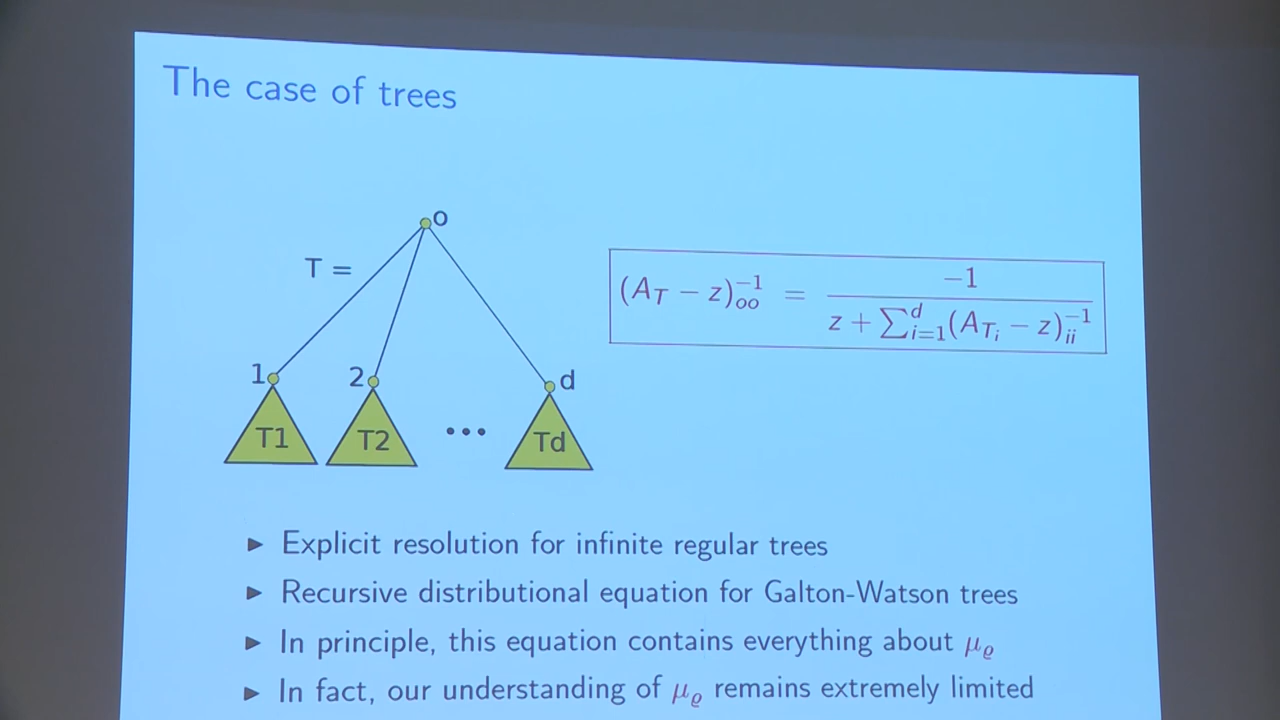 The case of trees
o
T =
1
2
d
T1
T2
•••
Td
(A_T − z)^{-1}_{oo} = \frac{-1}{z + \sum_{i=1}^{d} (A_{T_i} − z)^{-1}_{ii}}
► Explicit resolution for infinite regular trees
► Recursive distributional equation for Galton-Watson trees
► In principle, this equation contains everything about μ_ϱ
► In fact, our understanding of μ_ϱ remains extremely limited